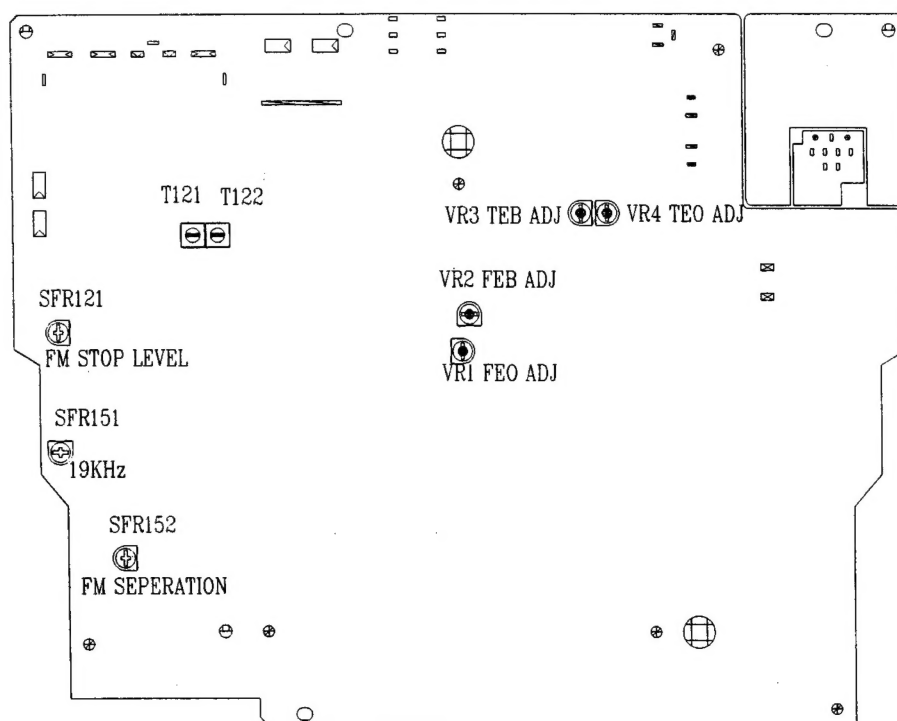 T121 T122
VR3 TEB ADJ VR4 TEO ADJ
VR2 FEB ADJ
SFR121
FM STOP LEVEL
VR1 FEO ADJ
SFR151
19KHz
SFR152
FM SEPERATION